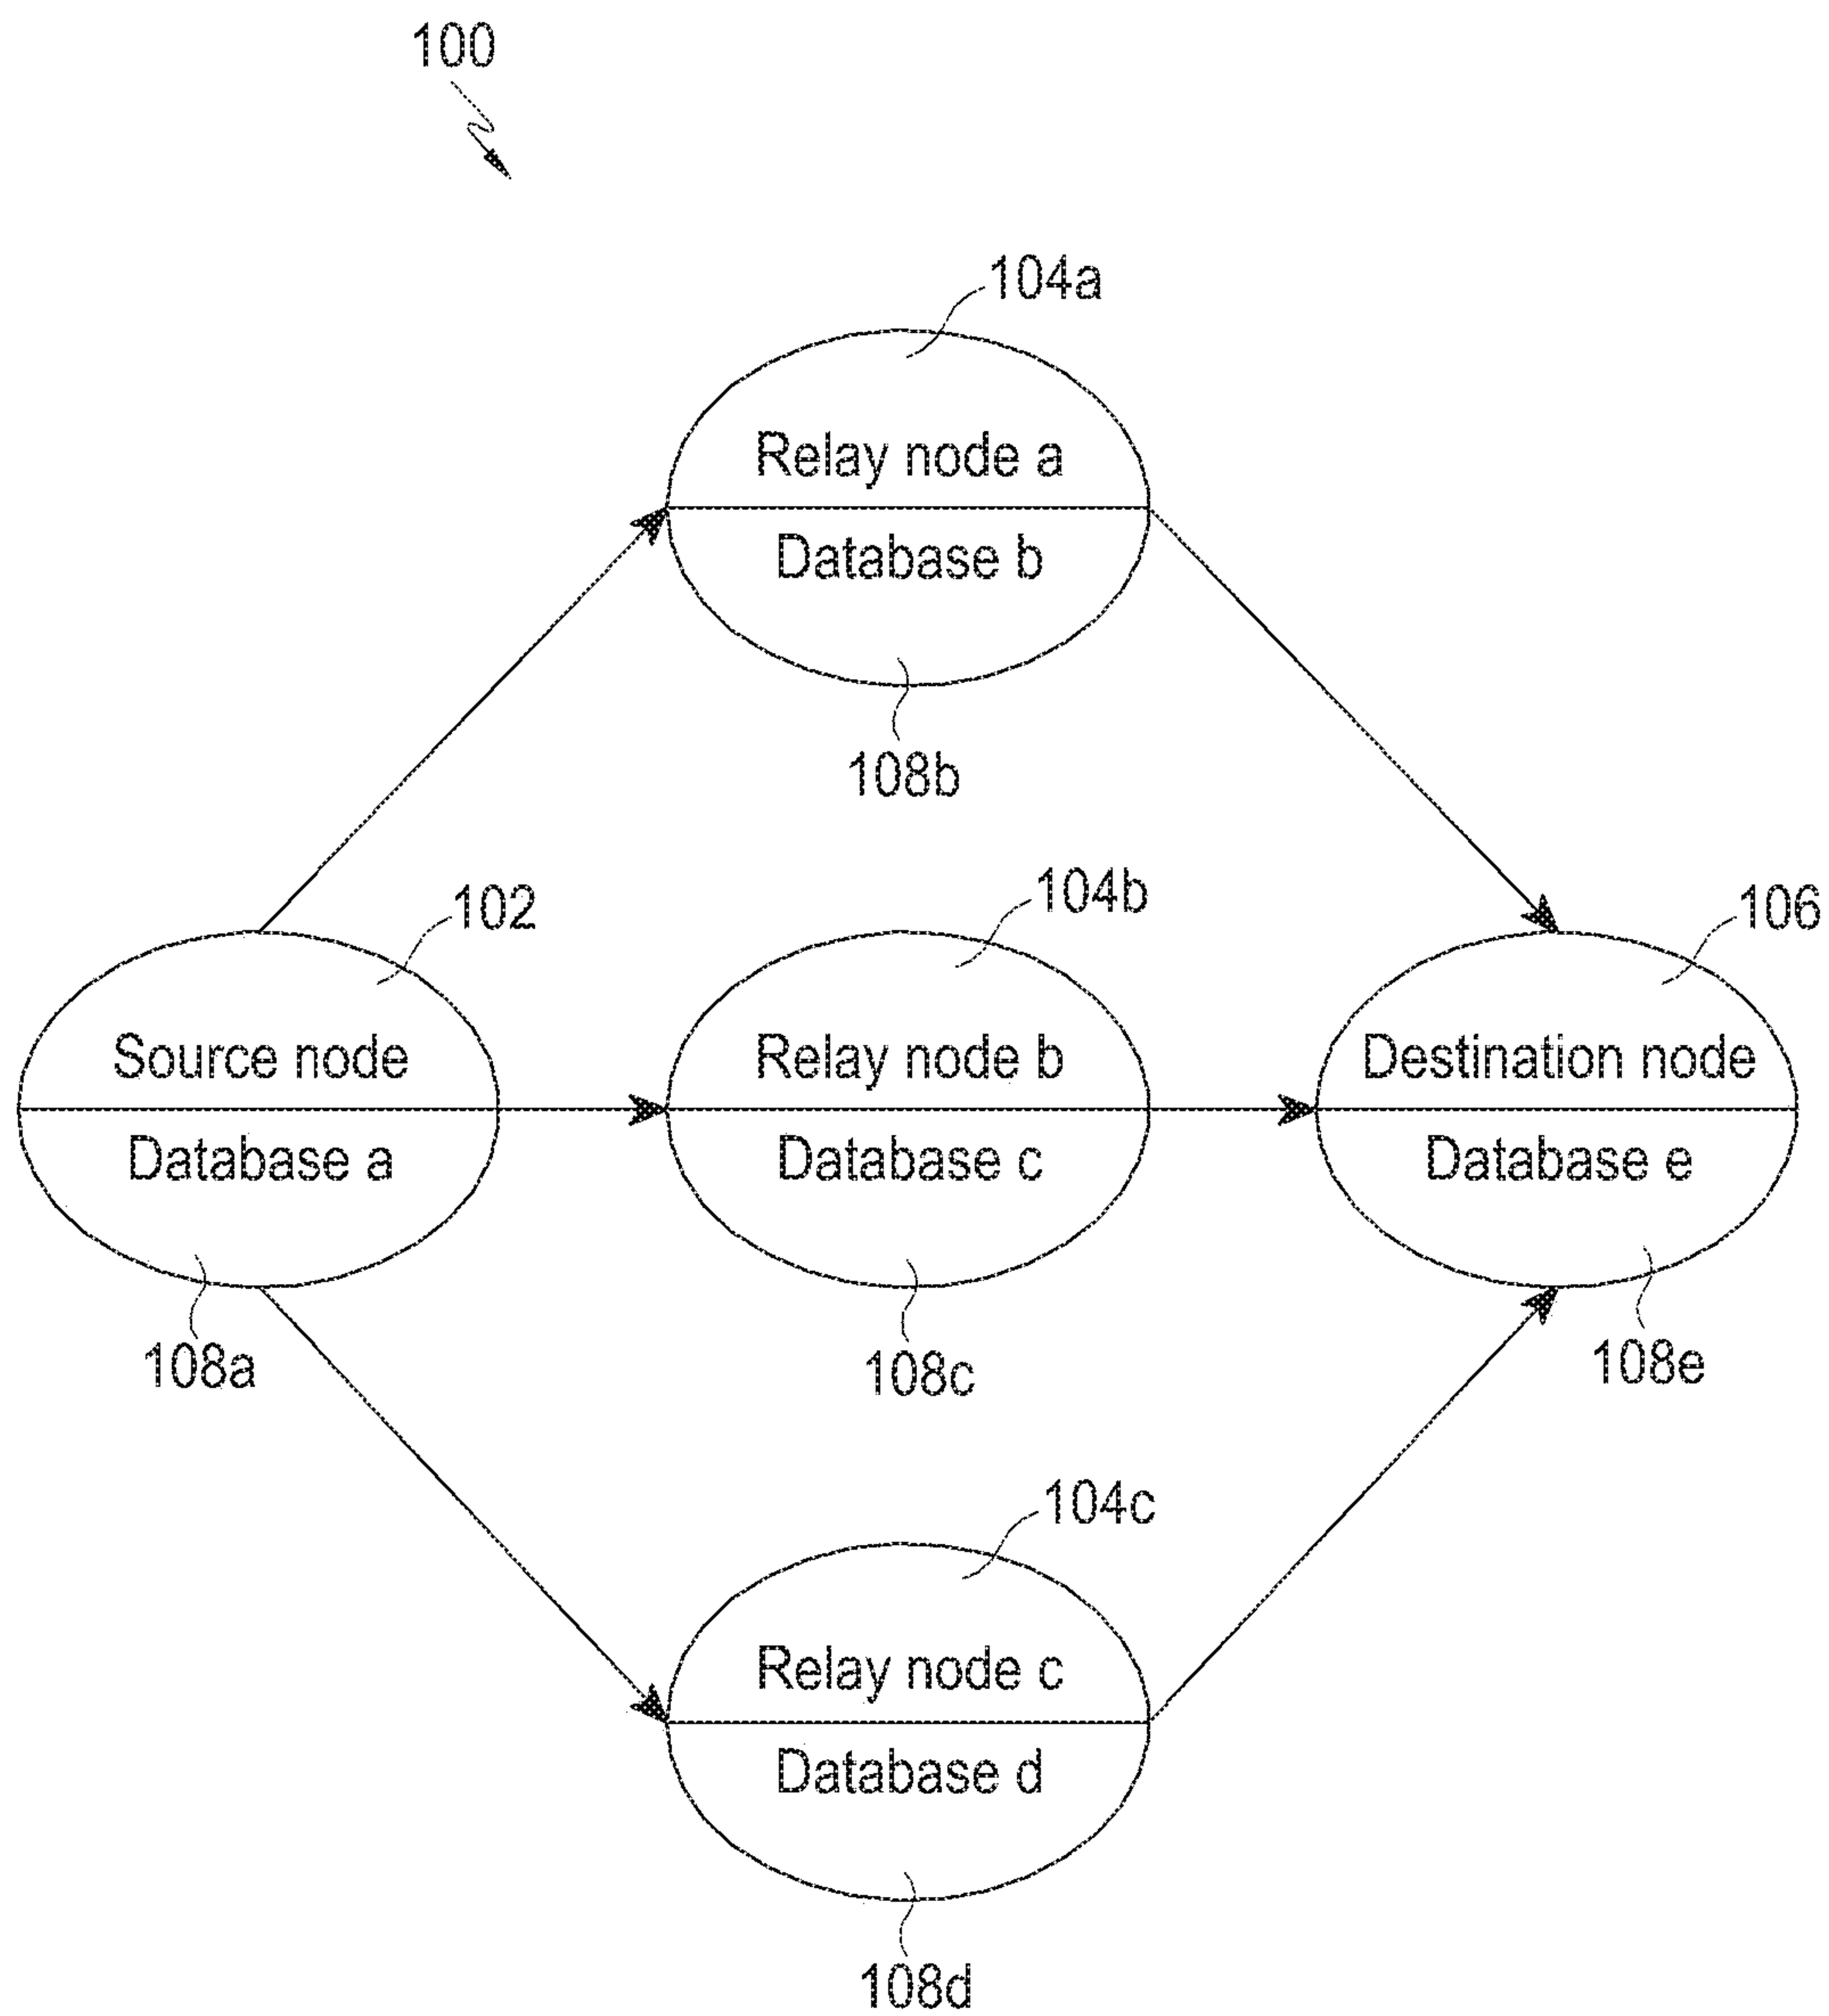 100
104a
Relay node a
Database b
108b
102
Source node
Database a
108a
104b
Relay node b
Database c
108c
106
Destination node
Database e
108e
104c
Relay node c
Database d
108d